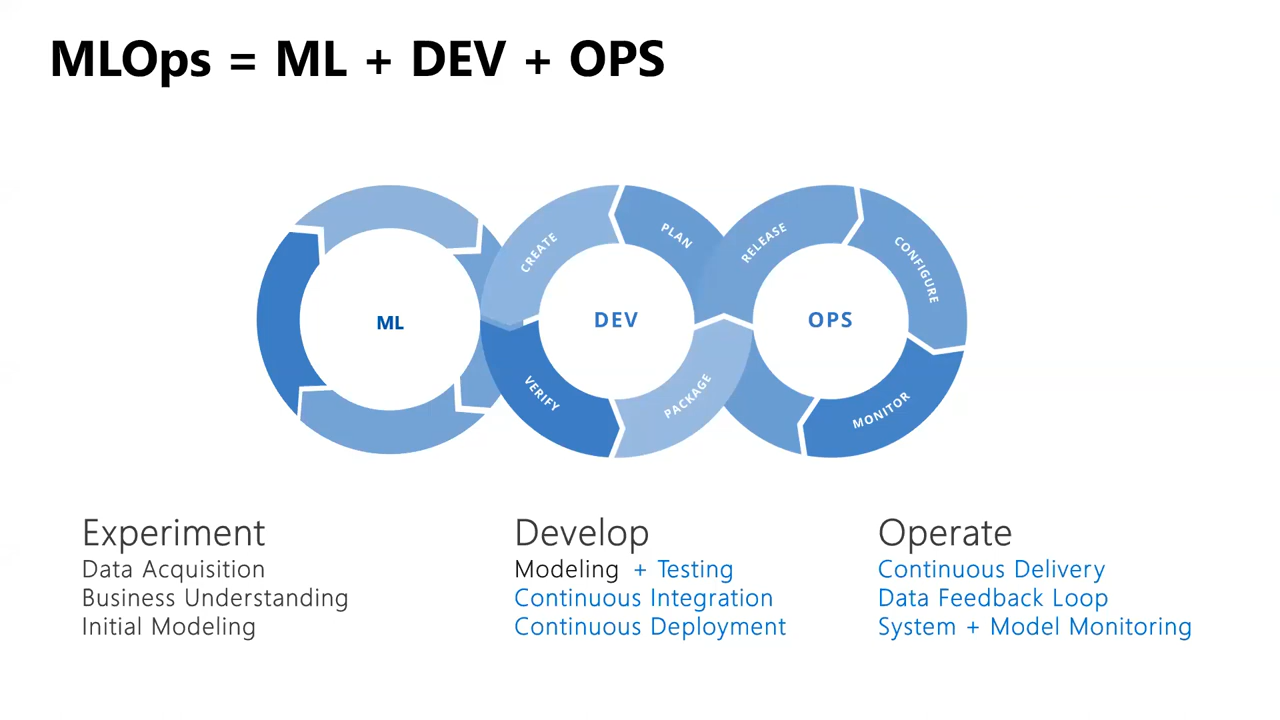 MLOps = ML + DEV + OPS
ML
DEV
OPS
CREATE
PLAN
VERIFY
PACKAGE
RELEASE
CONFIGURE
MONITOR
Experiment
Data Acquisition
Business Understanding
Initial Modeling
Develop
Modeling + Testing
Continuous Integration
Continuous Deployment
Operate
Continuous Delivery
Data Feedback Loop
System + Model Monitoring